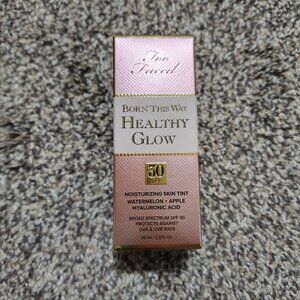 Too
Faced
BORN THIS WAY
HEALTHY
GLOW
30
SPF
MOISTURIZING SKIN TINT
WATERMELON • APPLE
HYALURONIC ACID
BROAD SPECTRUM SPF 30
PROTECTS AGAINST
UVA & UVB RAYS